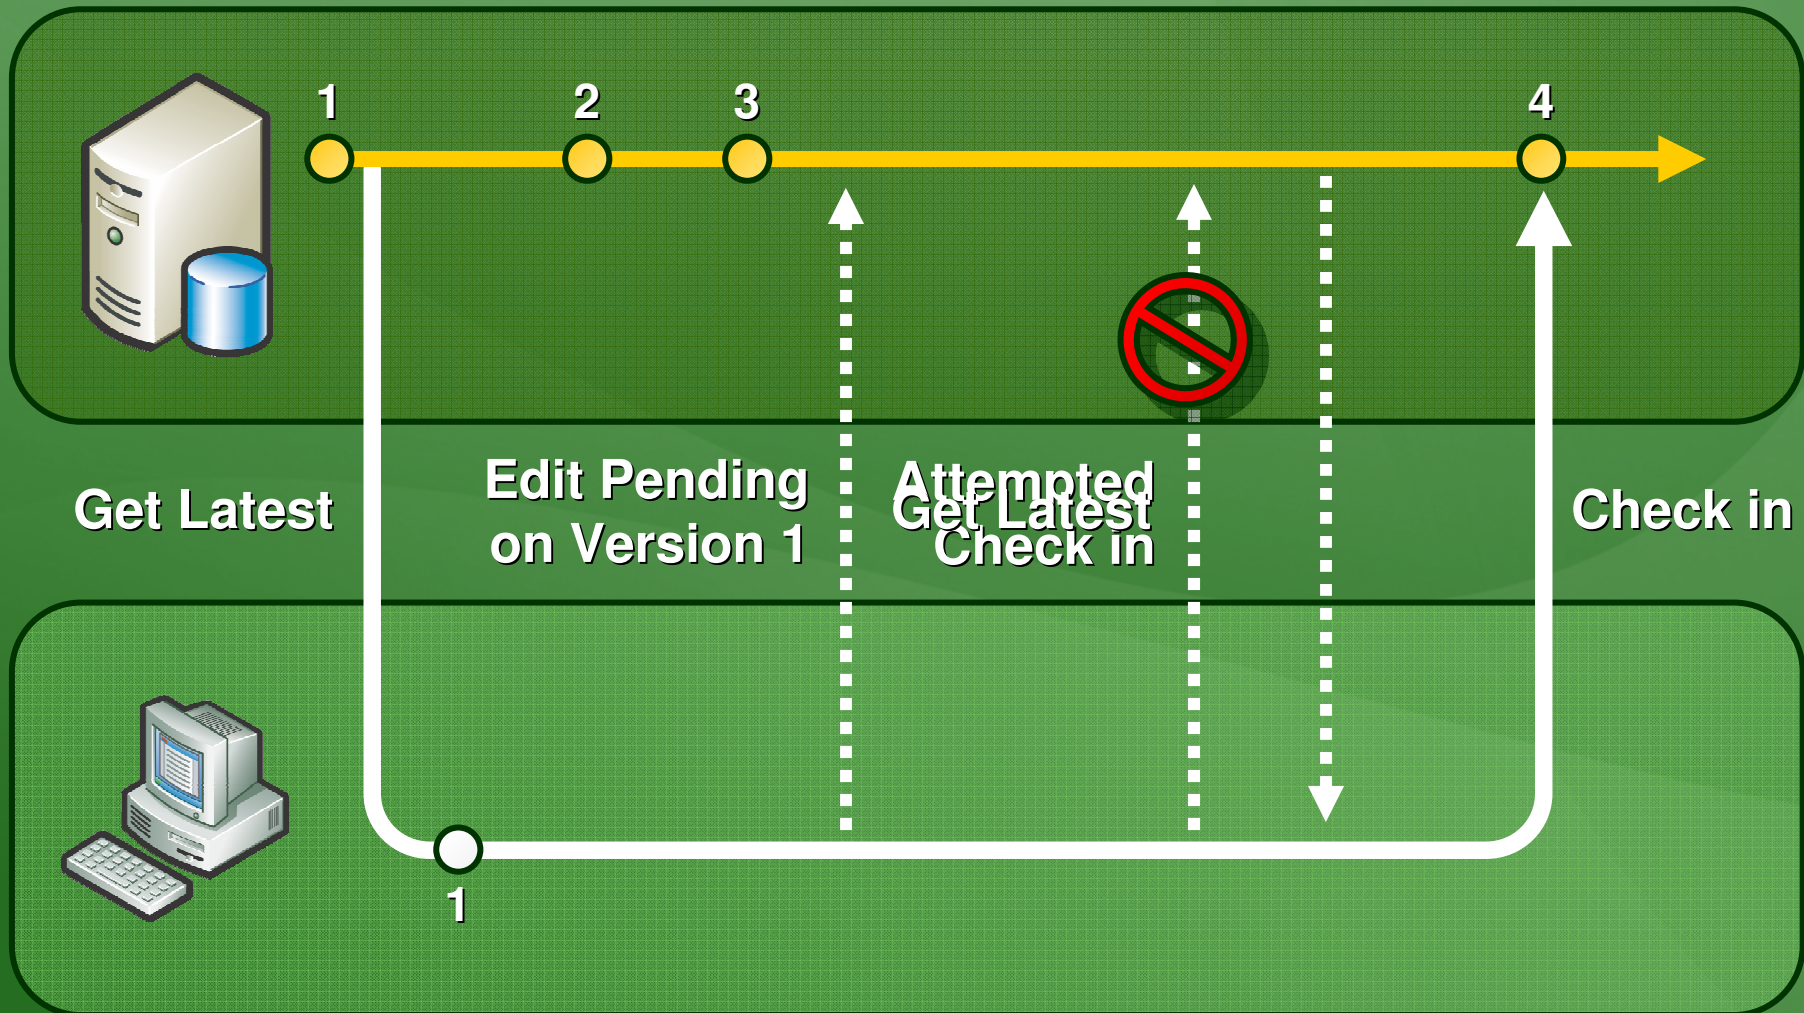 1
2
3
4
Get Latest
Edit Pending
on Version 1
Attempted
Check in
Get Latest
Check in
1